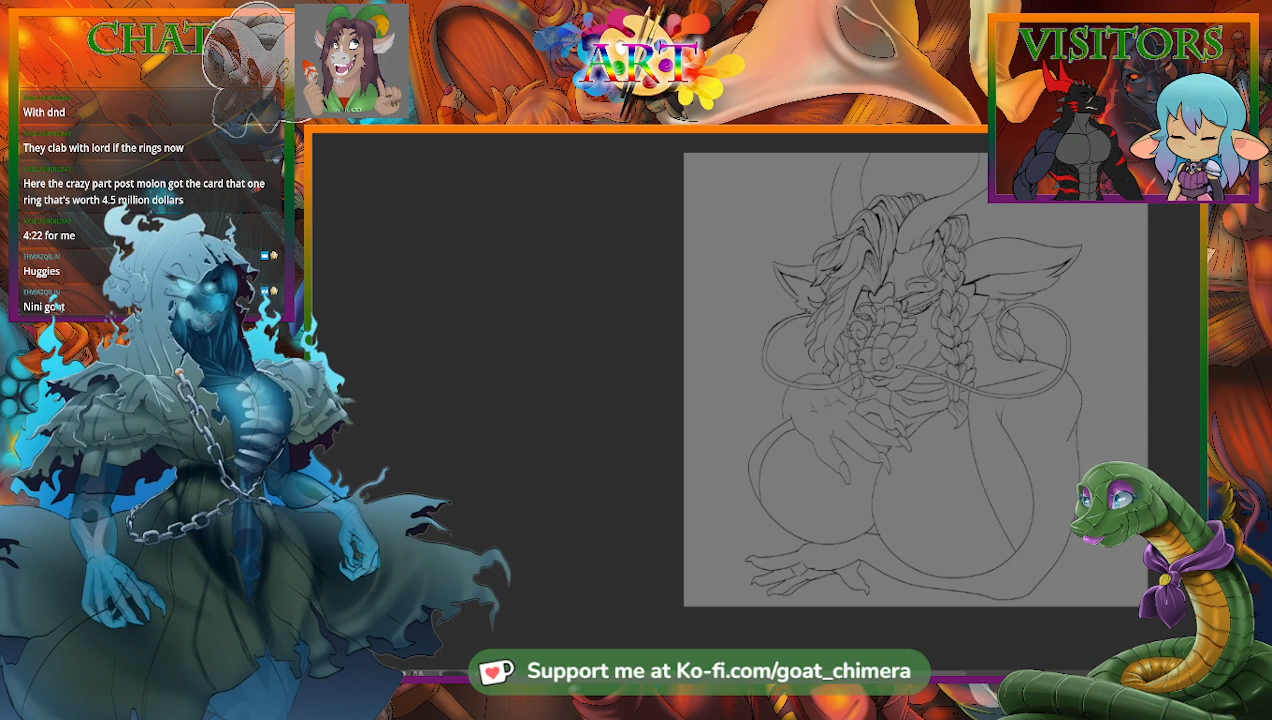 CHAT
With dnd
They clab with lord if the rings now
Here the crazy part post molon got the card that one
ring that's worth 4.5 million dollars
4:22 for me
EHWAZQILIN
Huggies
EHWAZQILIN
Nini goat
ART
VISITORS
Support me at Ko-fi.com/goat_chimera